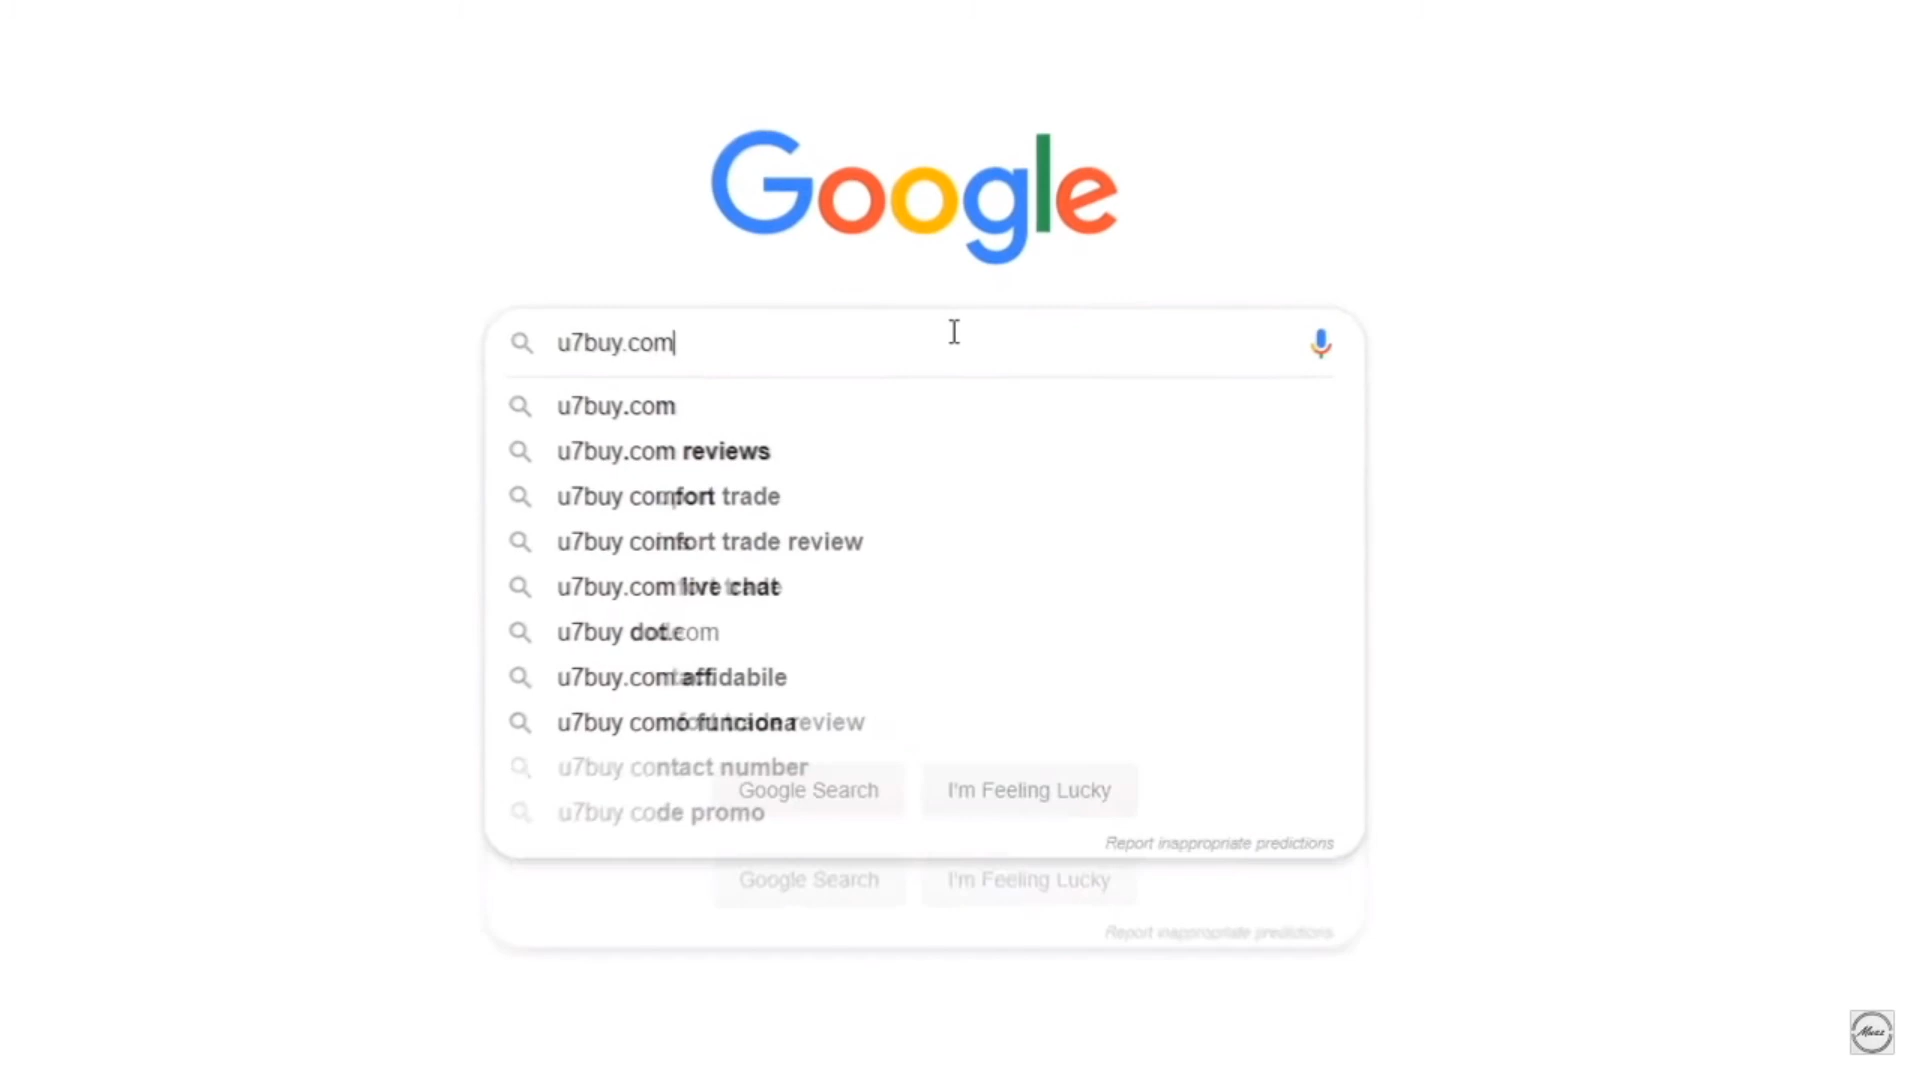 Google
u7buy.com
u7buy.com
u7buy.com reviews
u7buy comfort trade
u7buy comfort trade review
u7buy.com live chat
u7buy dot com
u7buy.com affidabile
u7buy como funciona
u7buy contact number
u7buy code promo
Google Search I'm Feeling Lucky
Report inappropriate predictions
Google Search I'm Feeling Lucky
Report inappropriate predictions
Muzz